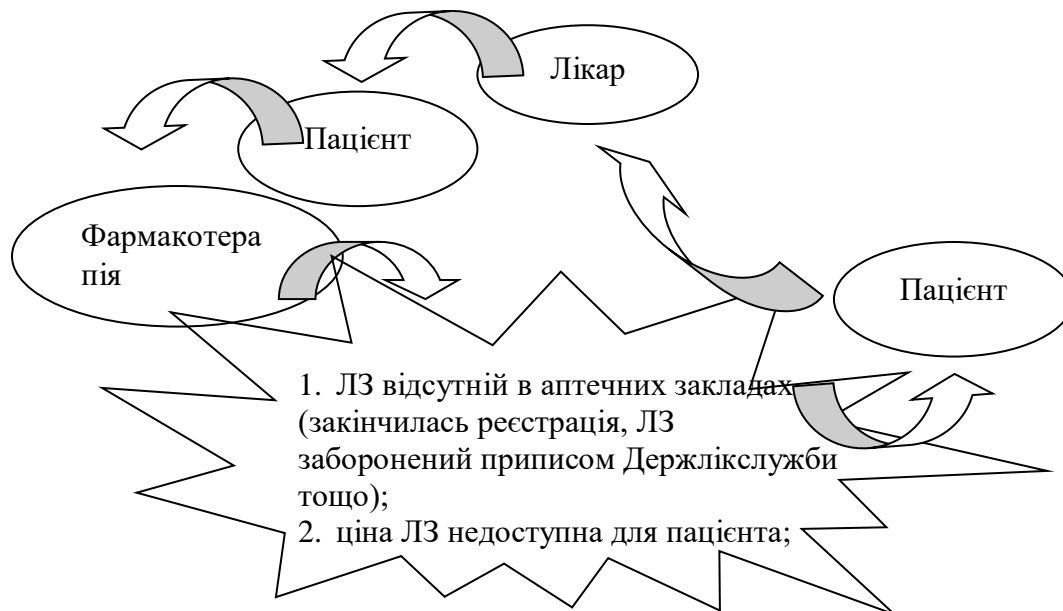 Лікар
Пацієнт
Фармакотера
пія
Пацієнт
1. ЛЗ відсутній в аптечних закладах
(закінчилась реєстрація, ЛЗ
заборонений приписом Держлікслужби
тощо);
2. ціна ЛЗ недоступна для пацієнта;